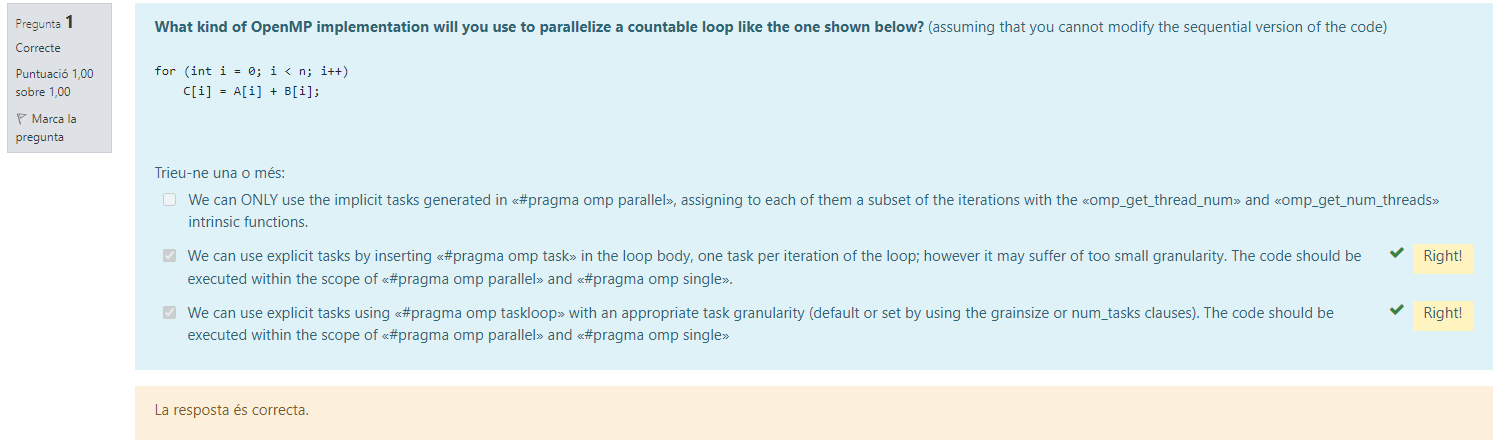 Pregunta 1
Correcte
Puntuació 1,00
sobre 1,00
Marca la
pregunta
What kind of OpenMP implementation will you use to parallelize a countable loop like the one shown below? (assuming that you cannot modify the sequential version of the code)
for (int i = 0; i < n; i++)
C[i] = A[i] + B[i];
Trieu-ne una o més:
We can ONLY use the implicit tasks generated in «#pragma omp parallel», assigning to each of them a subset of the iterations with the «omp_get_thread_num» and «omp_get_num_threads»
intrinsic functions.
We can use explicit tasks by inserting «#pragma omp task» in the loop body, one task per iteration of the loop; however it may suffer of too small granularity. The code should be
executed within the scope of «#pragma omp parallel» and «#pragma omp single».
Right!
We can use explicit tasks using «#pragma omp taskloop» with an appropriate task granularity (default or set by using the grainsize or num_tasks clauses). The code should be
executed within the scope of «#pragma omp parallel» and «#pragma omp single»
Right!
La resposta és correcta.